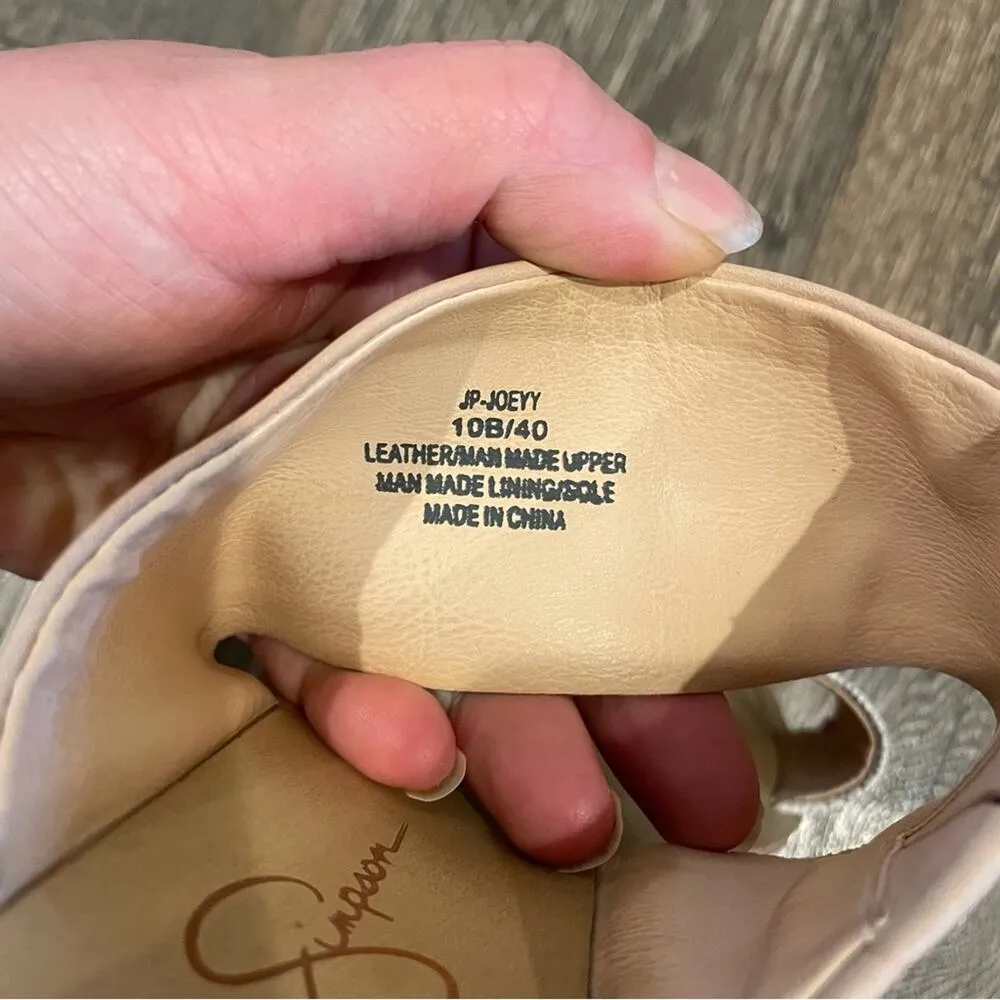 JP-JOEYY
10B/40
LEATHER/MAN MADE UPPER
MAN MADE LINING/SOLE
MADE IN CHINA
Simpson